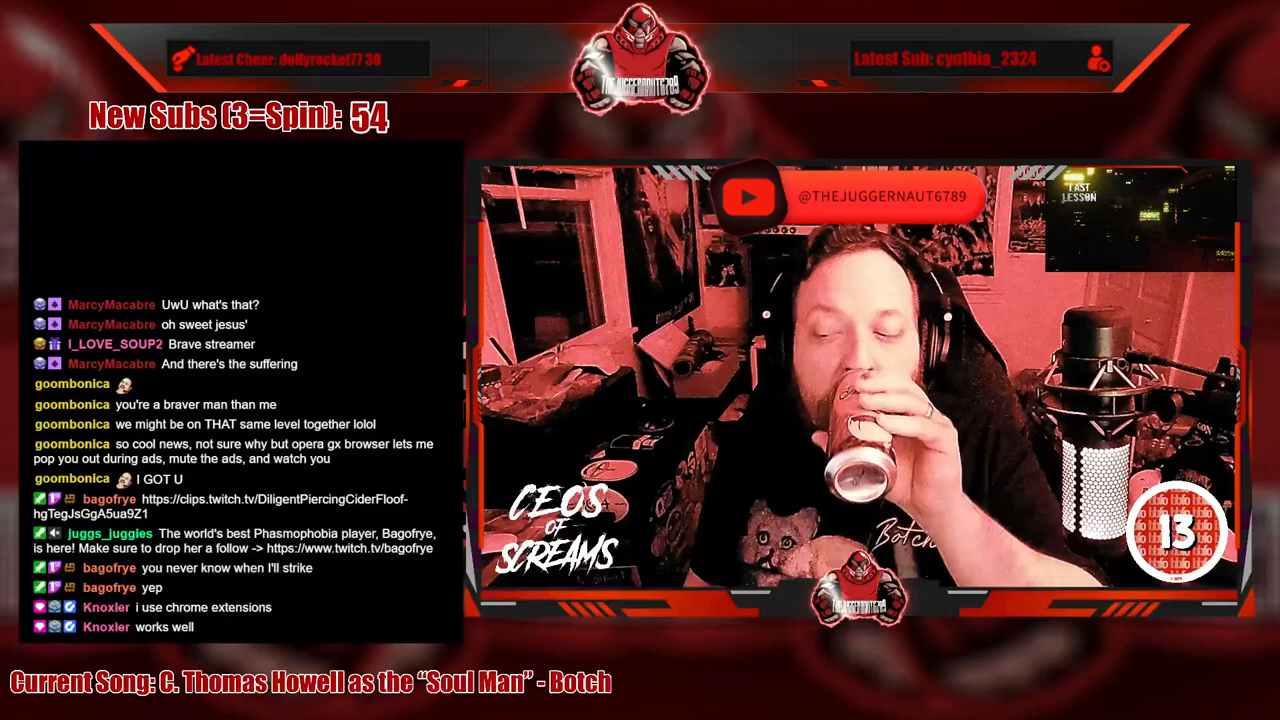 Latest Cheer: dollyrocket77 30
THEJUGGERNAUT6789
Latest Sub: cynthia_2324
New Subs (3=Spin): 54
@THEJUGGERNAUT6789
LAST
LESSON
MarcyMacabre UwU what's that?
MarcyMacabre oh sweet jesus'
I_LOVE_SOUP2 Brave streamer
MarcyMacabre And there's the suffering
goombonica
goombonica you're a braver man than me
goombonica we might be on THAT same level together lolol
goombonica so cool news, not sure why but opera gx browser lets me
pop you out during ads, mute the ads, and watch you
goombonica I GOT U
bagofrye https://clips.twitch.tv/DiligentPiercingCiderFloof-
hgTegJsGgA5ua9Z1
juggs_juggies The world's best Phasmophobia player, Bagofrye,
is here! Make sure to drop her a follow -> https://www.twitch.tv/bagofrye
bagofrye you never know when I'll strike
bagofrye yep
Knoxler i use chrome extensions
Knoxler works well
CEOS
OF
SCREAMS
Botch
13
THEJUGGERNAUT6789
Current Song: C. Thomas Howell as the “Soul Man” - Botch